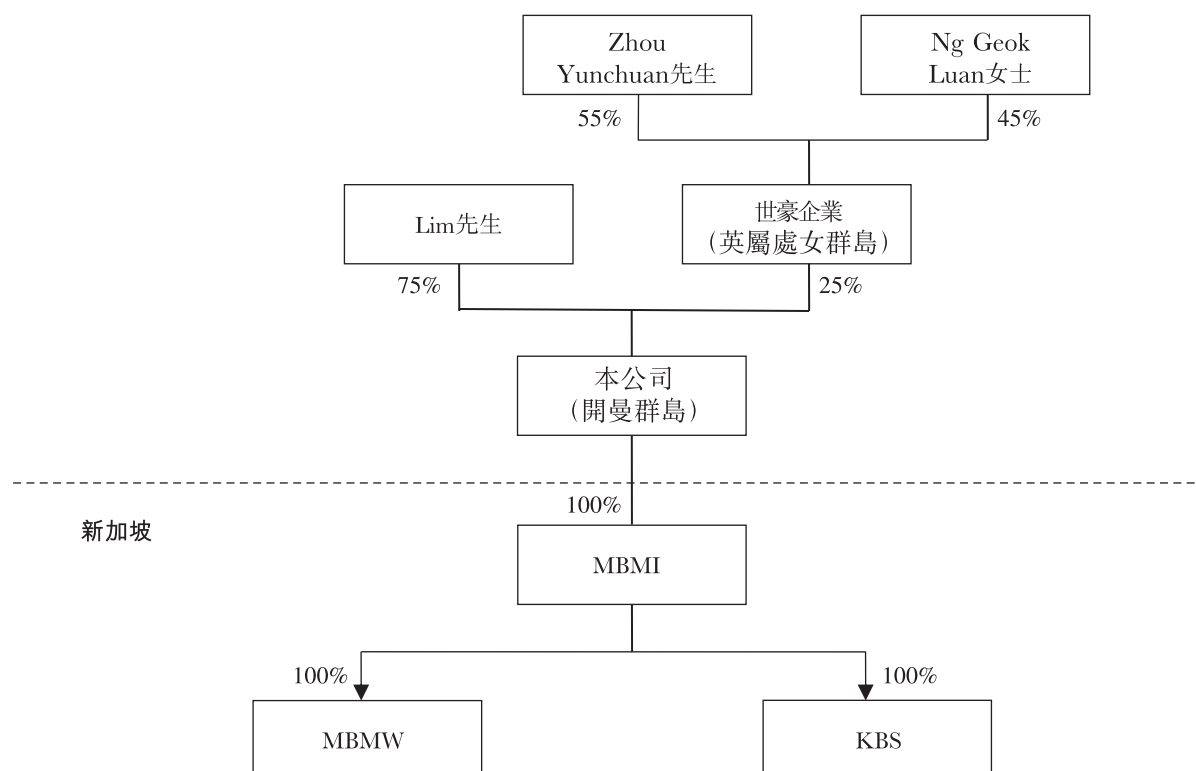 Zhou
Yunchuan先生
Ng Geok
Luan女士
55%
45%
Lim先生
世豪企業
（英屬處女群島）
75%
25%
本公司
（開曼群島）
100%
新加坡
MBMI
100%
100%
MBMW
KBS